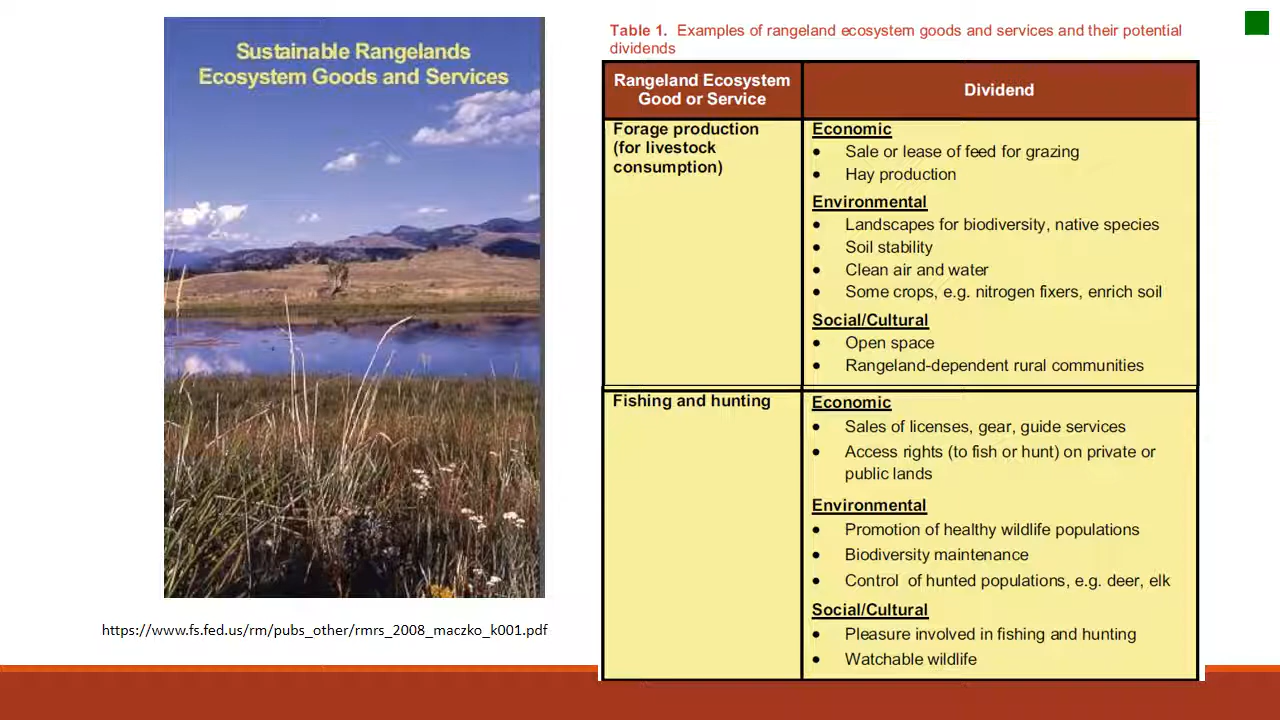 Sustainable Rangelands
Ecosystem Goods and Services
https://www.fs.fed.us/rm/pubs_other/rmrs_2008_maczko_k001.pdf
Table 1. Examples of rangeland ecosystem goods and services and their potential
dividends
Rangeland Ecosystem
Good or Service
Dividend
Forage production
(for livestock
consumption)
Economic
• Sale or lease of feed for grazing
• Hay production
Environmental
• Landscapes for biodiversity, native species
• Soil stability
• Clean air and water
• Some crops, e.g. nitrogen fixers, enrich soil
Social/Cultural
• Open space
• Rangeland-dependent rural communities
Fishing and hunting
Economic
• Sales of licenses, gear, guide services
• Access rights (to fish or hunt) on private or
public lands
Environmental
• Promotion of healthy wildlife populations
• Biodiversity maintenance
• Control of hunted populations, e.g. deer, elk
Social/Cultural
• Pleasure involved in fishing and hunting
• Watchable wildlife